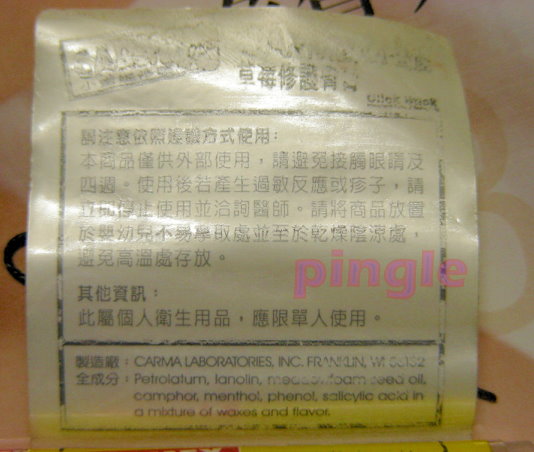 草莓修護膏
請注意依照建議方式使用:
本商品僅供外部使用,請避免接觸眼睛及
四週。使用後若產生過敏反應或疹子,請
立即停止使用並洽詢醫師。請將商品放置
於嬰幼兒不易拿取處並至於乾燥陰涼處,
避免高溫處存放。
pingle
其他資訊:
此屬個人衛生用品,應限單人使用。
製造廠:CARMA LABORATORIES, INC. FRANKLIN, WI 53132
全成分:Petrolatum, lanolin, meadowfoam seed oil,
camphor, menthol, phenol, salicylic acid in
a mixture of waxes and flavor.